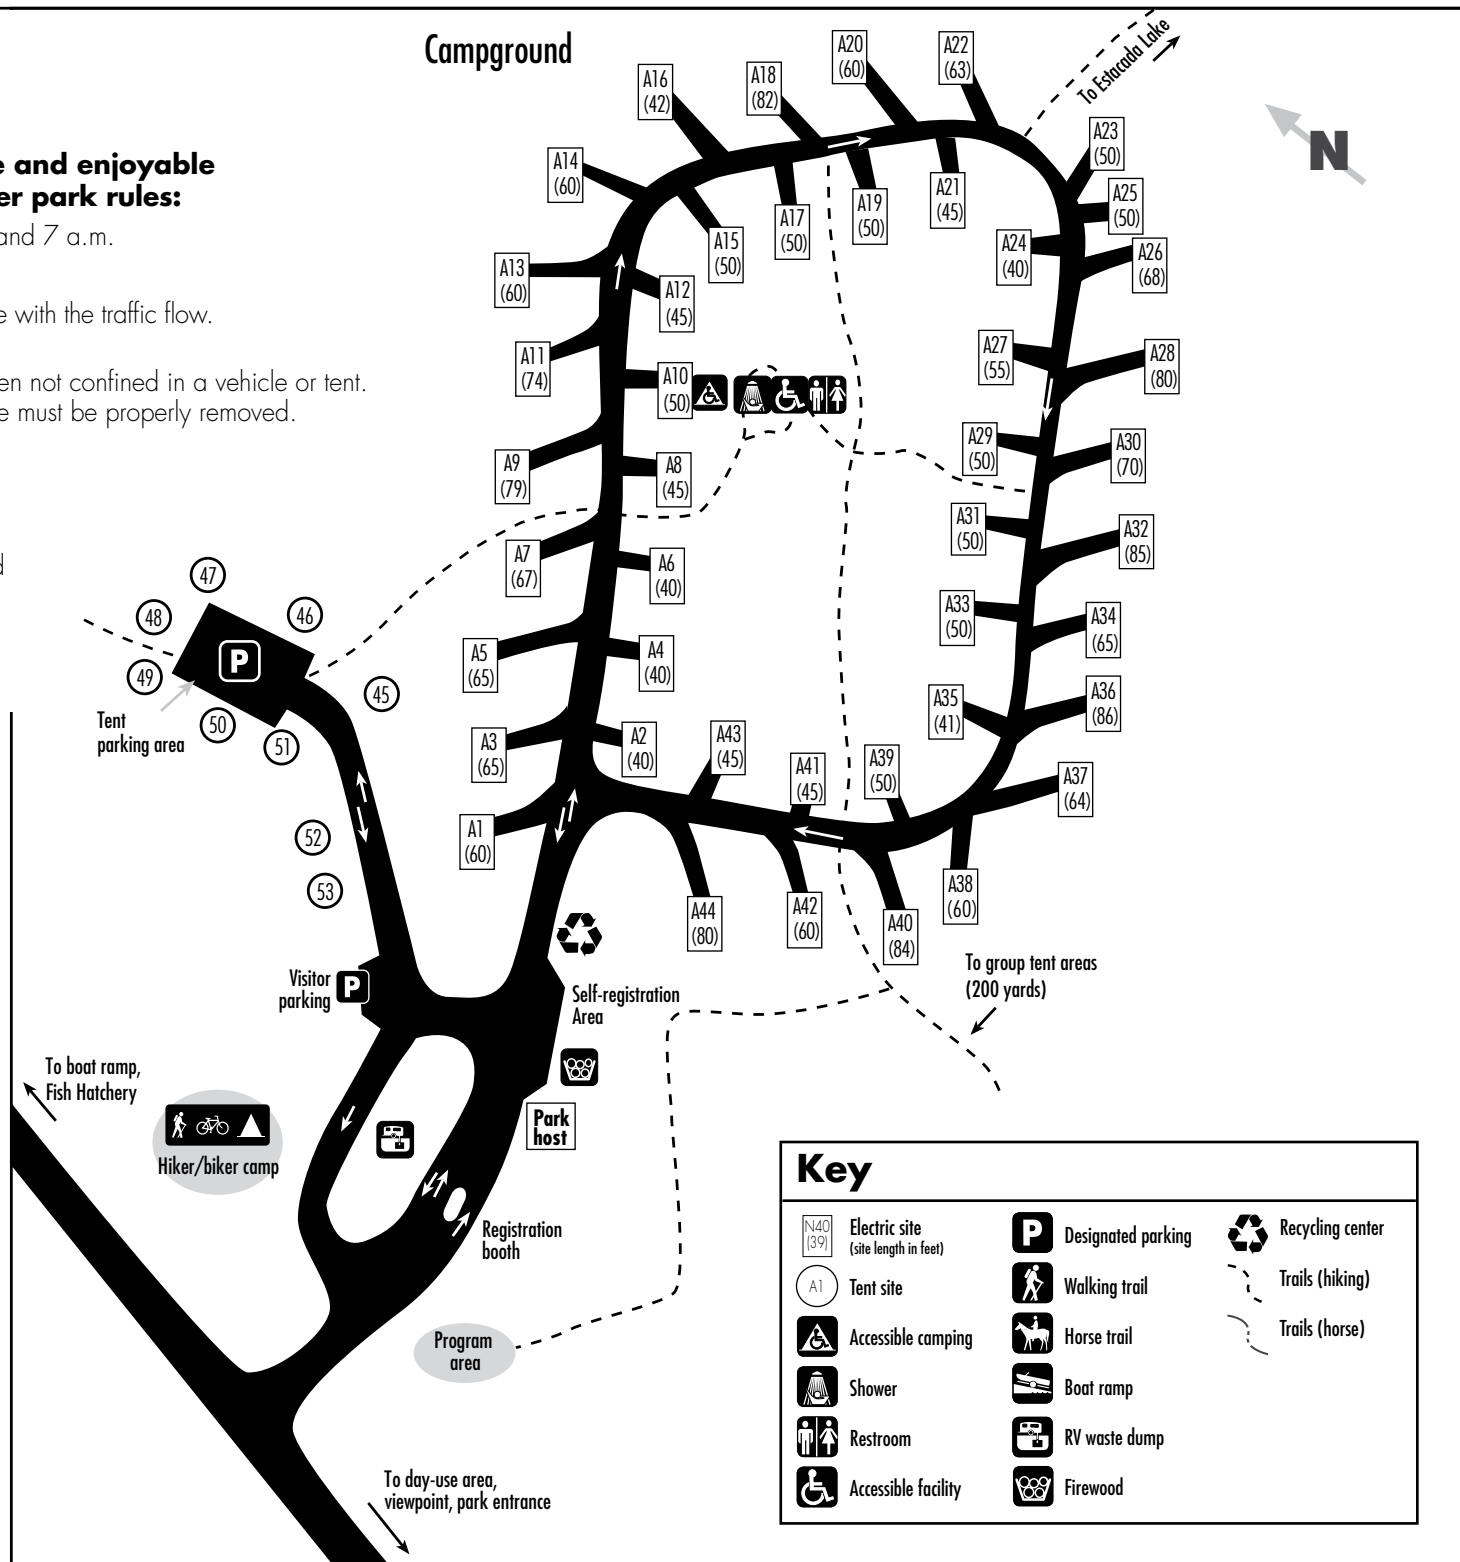 Campground
e and enjoyable
er park rules:
and 7 a.m.
e with the traffic flow.
en not confined in a vehicle or tent.
e must be properly removed.
d
To Estacada Lake
N
A20
(60)
A22
(63)
A16
(42)
A18
(82)
A23
(50)
A14
(60)
A21
(45)
A19
(50)
A17
(50)
A25
(50)
A15
(50)
A24
(40)
A26
(68)
A13
(60)
A12
(45)
A11
(74)
A27
(55)
A28
(80)
A10
(50)
A9
(79)
A8
(45)
A29
(50)
A30
(70)
A31
(50)
A32
(85)
A7
(67)
A6
(40)
A33
(50)
A34
(65)
A5
(65)
A4
(40)
A35
(41)
A36
(86)
A3
(65)
A2
(40)
A43
(45)
A41
(45)
A39
(50)
A37
(64)
A1
(60)
A44
(80)
A42
(60)
A40
(84)
A38
(60)
47
48
46
P
49
45
50
51
Tent
parking area
52
53
Visitor
parking
P
Self-registration
Area
To group tent areas
(200 yards)
To boat ramp,
Fish Hatchery
Hiker/biker camp
Park
host
Registration
booth
Program
area
To day-use area,
viewpoint, park entrance
Key
N40
(39)
Electric site
(site length in feet)
A1
Tent site
Accessible camping
Shower
Restroom
Accessible facility
P
Designated parking
Walking trail
Horse trail
Boat ramp
RV waste dump
Firewood
Recycling center
Trails (hiking)
Trails (horse)